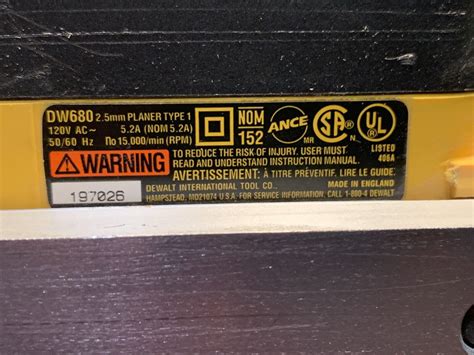 DW680 2.5mm PLANER TYPE 1
120V AC~ 5.2A (NOM 5.2A)
50/60 Hz no 15,000/min (RPM)
NOM
152
ANCE
MR
SA
UL
LISTED
406A
WARNING
TO REDUCE THE RISK OF INJURY, USER MUST
READ AND UNDERSTAND INSTRUCTION MANUAL.
AVERTISSEMENT: À TITRE PRÉVENTIF, LIRE LE GUIDE.
197026
DEWALT INTERNATIONAL TOOL CO., MADE IN ENGLAND
HAMPSTEAD, MD21074 U.S.A. FOR SERVICE INFORMATION, CALL 1-800-4 DEWALT